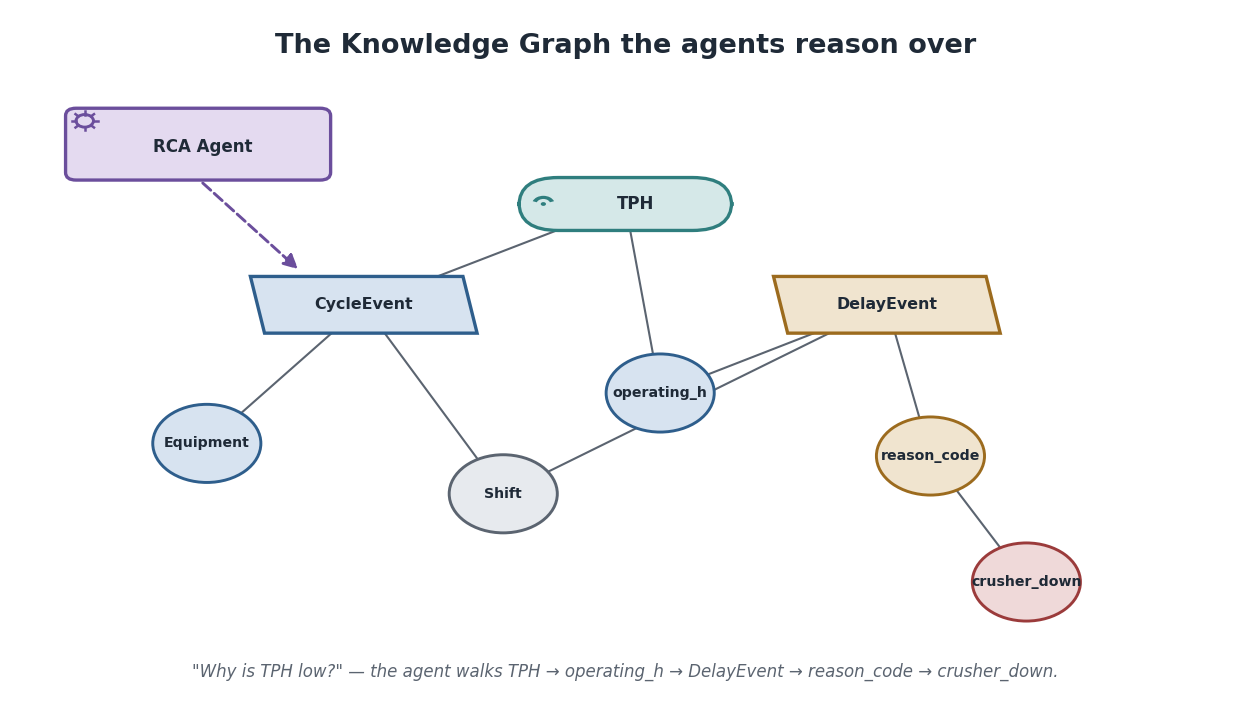 The Knowledge Graph the agents reason over
RCA Agent
TPH
CycleEvent
DelayEvent
operating_h
Equipment
reason_code
Shift
crusher_down
"Why is TPH low?" — the agent walks TPH → operating_h → DelayEvent → reason_code → crusher_down.